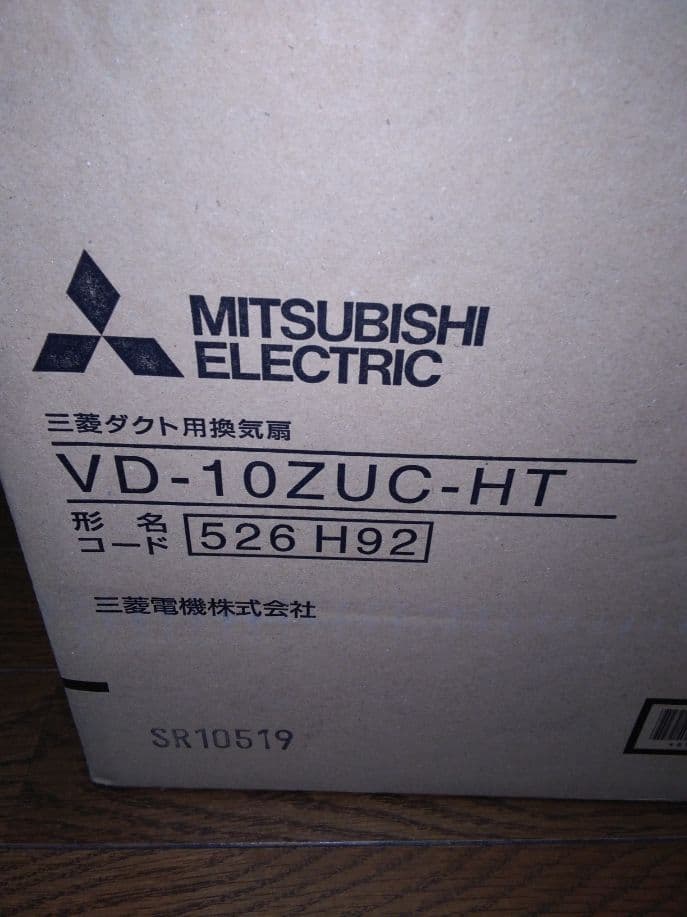 MITSUBISHI
ELECTRIC
三菱ダクト用換気扇
VD-10ZUC-HT
形名
コード 526 H92
三菱電機株式会社
SR10519